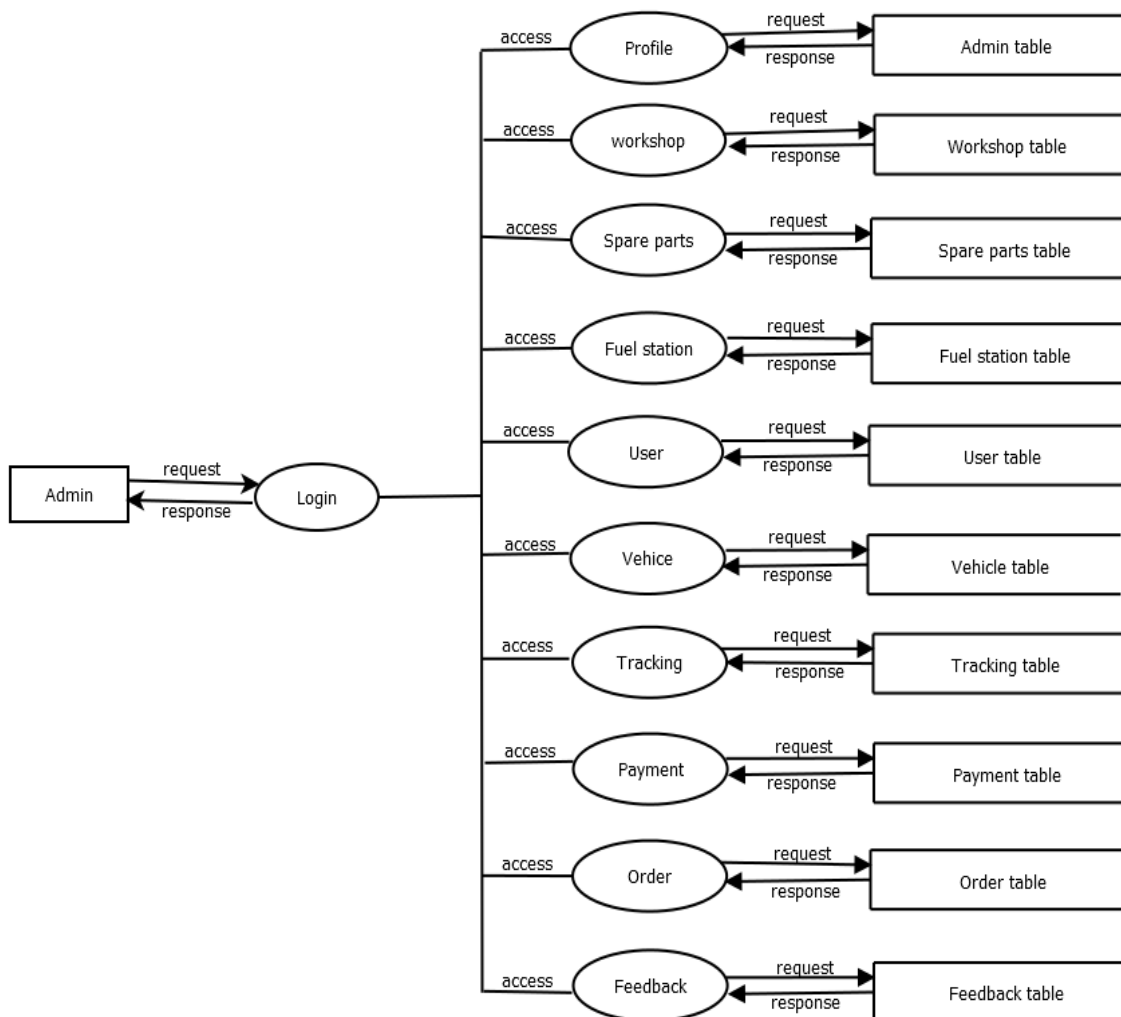 access
Profile
request
response
Admin table
access
workshop
request
response
Workshop table
access
Spare parts
request
response
Spare parts table
access
Fuel station
request
response
Fuel station table
access
User
request
response
User table
Admin
request
response
Login
access
Vehice
request
response
Vehicle table
access
Tracking
request
response
Tracking table
access
Payment
request
response
Payment table
access
Order
request
response
Order table
access
Feedback
request
response
Feedback table